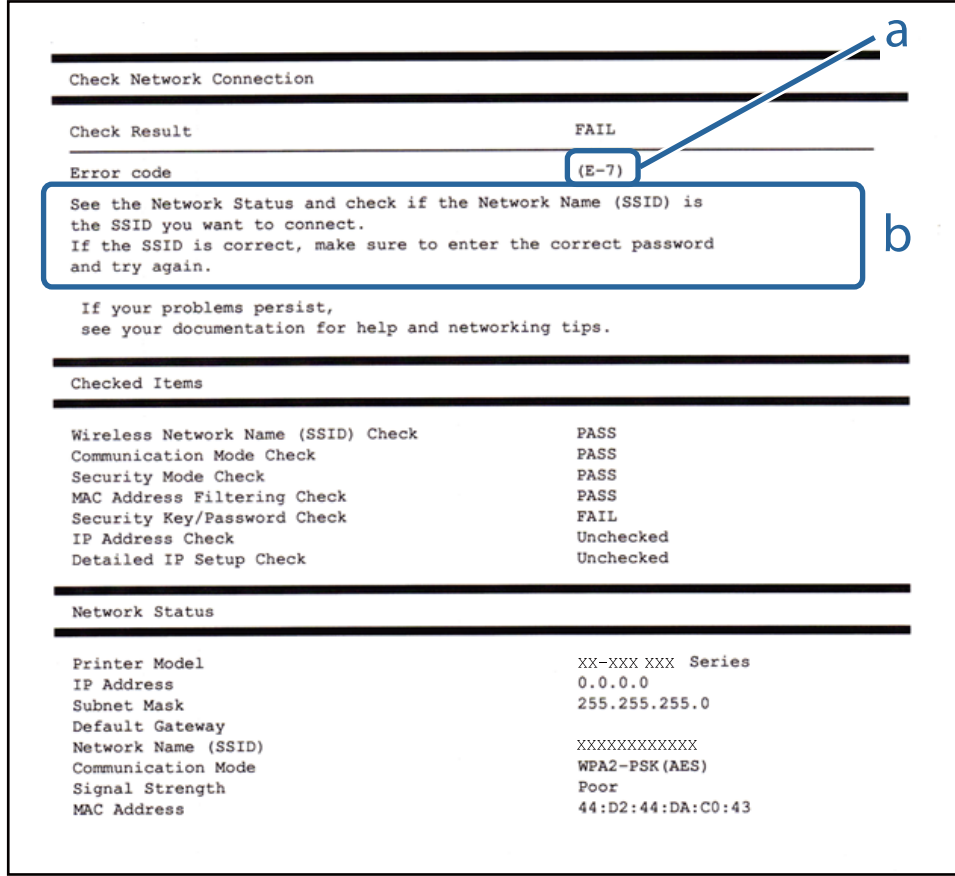 a
Check Network Connection
Check Result FAIL
Error code (E-7)
See the Network Status and check if the Network Name (SSID) is
the SSID you want to connect.
If the SSID is correct, make sure to enter the correct password
and try again.
b
If your problems persist,
see your documentation for help and networking tips.
Checked Items
Wireless Network Name (SSID) Check PASS
Communication Mode Check PASS
Security Mode Check PASS
MAC Address Filtering Check PASS
Security Key/Password Check FAIL
IP Address Check Unchecked
Detailed IP Setup Check Unchecked
Network Status
Printer Model XX-XXX XXX Series
IP Address 0.0.0.0
Subnet Mask 255.255.255.0
Default Gateway
Network Name (SSID) XXXXXXXXXXXX
Communication Mode WPA2-PSK(AES)
Signal Strength Poor
MAC Address 44:D2:44:DA:C0:43